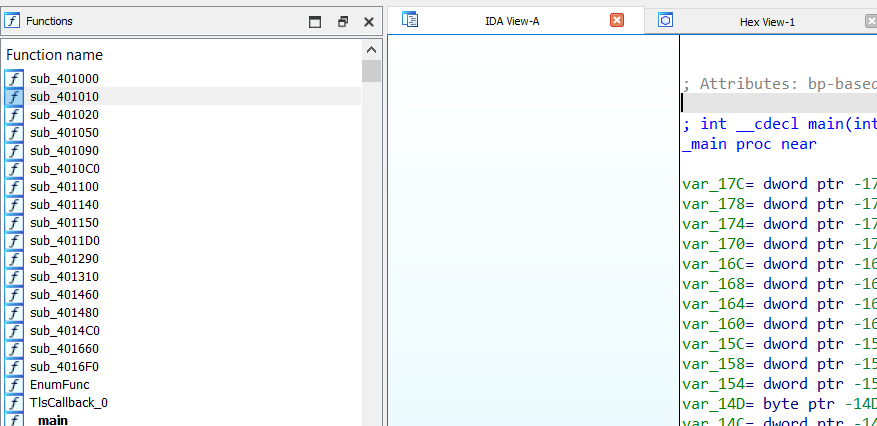 Functions
IDA View-A
Hex View-1
Function name
sub_401000
sub_401010
sub_401020
sub_401050
sub_401090
sub_4010C0
sub_401100
sub_401140
sub_401150
sub_4011D0
sub_401290
sub_401310
sub_401460
sub_401480
sub_4014C0
sub_401660
sub_4016F0
EnumFunc
TlsCallback_0
_main
; Attributes: bp-based
; int __cdecl main(int
_main proc near
var_17C= dword ptr -17
var_178= dword ptr -17
var_174= dword ptr -17
var_170= dword ptr -17
var_16C= dword ptr -16
var_168= dword ptr -16
var_164= dword ptr -16
var_160= dword ptr -16
var_15C= dword ptr -15
var_158= dword ptr -15
var_154= dword ptr -15
var_14D= byte ptr -14D
var_14C= dword ptr -14